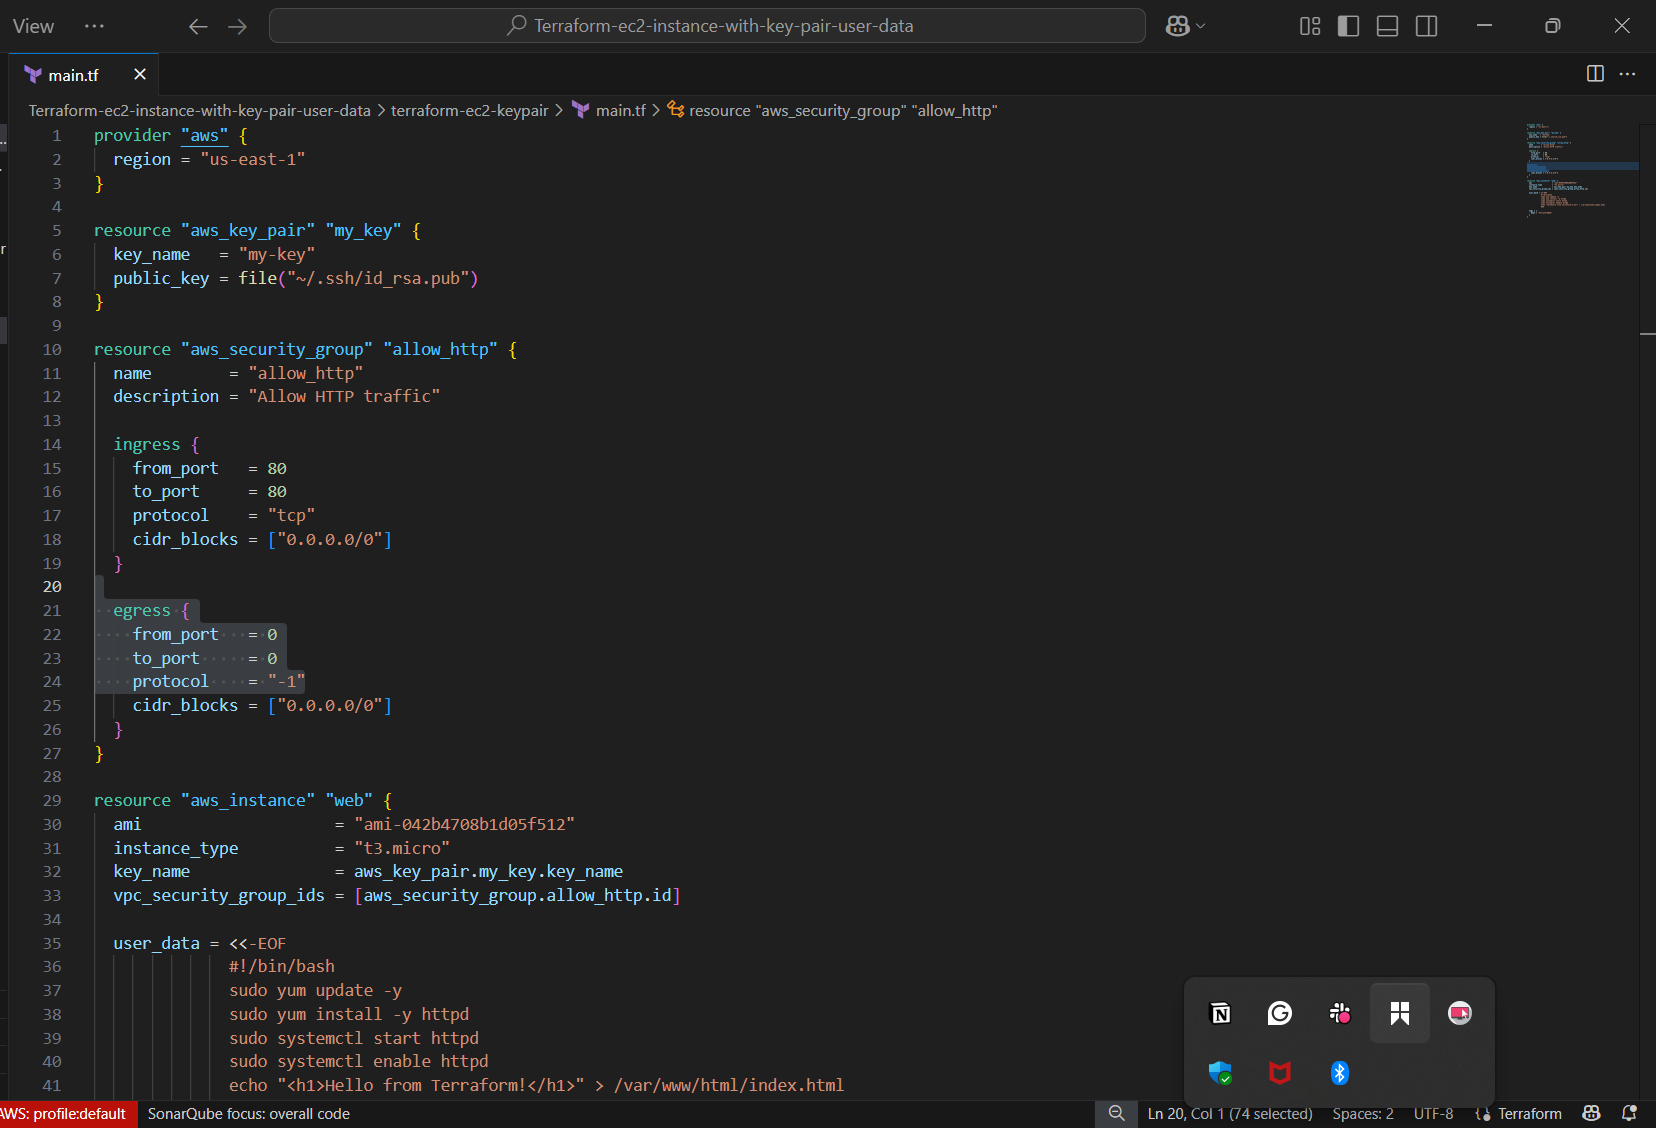 View ···
Terraform-ec2-instance-with-key-pair-user-data
main.tf
Terraform-ec2-instance-with-key-pair-user-data > terraform-ec2-keypair > main.tf > resource "aws_security_group" "allow_http"
1 provider "aws" {
2 region = "us-east-1"
3 }
4
5 resource "aws_key_pair" "my_key" {
6 key_name = "my-key"
7 public_key = file("~/.ssh/id_rsa.pub")
8 }
9
10 resource "aws_security_group" "allow_http" {
11 name = "allow_http"
12 description = "Allow HTTP traffic"
13
14 ingress {
15 from_port = 80
16 to_port = 80
17 protocol = "tcp"
18 cidr_blocks = ["0.0.0.0/0"]
19 }
20
21 egress {
22 from_port = 0
23 to_port = 0
24 protocol = "-1"
25 cidr_blocks = ["0.0.0.0/0"]
26 }
27 }
28
29 resource "aws_instance" "web" {
30 ami = "ami-042b4708b1d05f512"
31 instance_type = "t3.micro"
32 key_name = aws_key_pair.my_key.key_name
33 vpc_security_group_ids = [aws_security_group.allow_http.id]
34
35 user_data = <<-EOF
36 #!/bin/bash
37 sudo yum update -y
38 sudo yum install -y httpd
39 sudo systemctl start httpd
40 sudo systemctl enable httpd
41 echo "<h1>Hello from Terraform!</h1>" > /var/www/html/index.html
AWS: profile:default SonarQube focus: overall code Ln 20, Col 1 (74 selected) Spaces: 2 UTF-8 Terraform